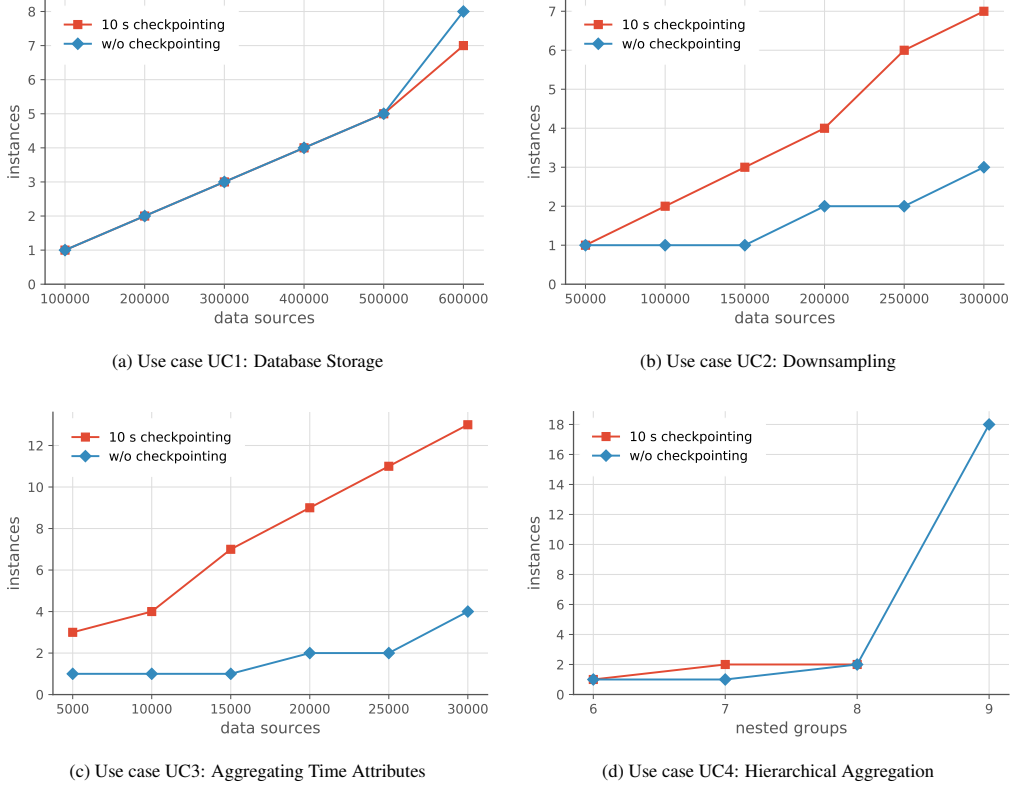 8
7
6
5
4
3
2
1
0
instances
10 s checkpointing
w/o checkpointing
100000 200000 300000 400000 500000 600000
data sources
(a) Use case UC1: Database Storage
7
6
5
4
3
2
1
0
instances
10 s checkpointing
w/o checkpointing
50000 100000 150000 200000 250000 300000
data sources
(b) Use case UC2: Downsampling
12
10
8
6
4
2
0
instances
10 s checkpointing
w/o checkpointing
5000 10000 15000 20000 25000 30000
data sources
(c) Use case UC3: Aggregating Time Attributes
18
16
14
12
10
8
6
4
2
0
instances
10 s checkpointing
w/o checkpointing
6 7 8 9
nested groups
(d) Use case UC4: Hierarchical Aggregation